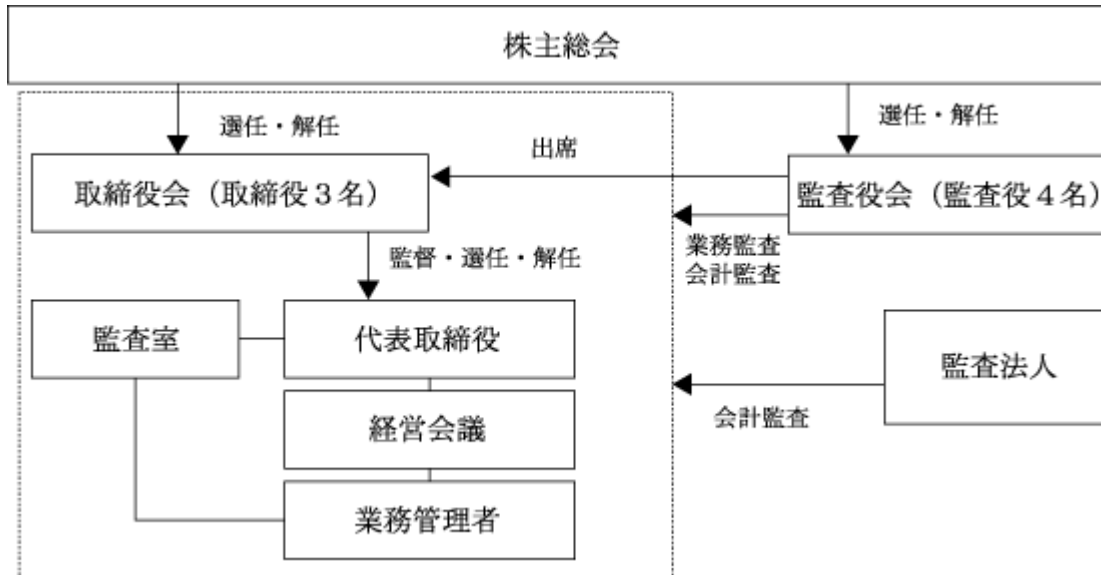 株主総会
選任・解任
選任・解任
出席
取締役会（取締役３名）
監査役会（監査役４名）
業務監査
会計監査
監督・選任・解任
監査室
代表取締役
監査法人
会計監査
経営会議
業務管理者